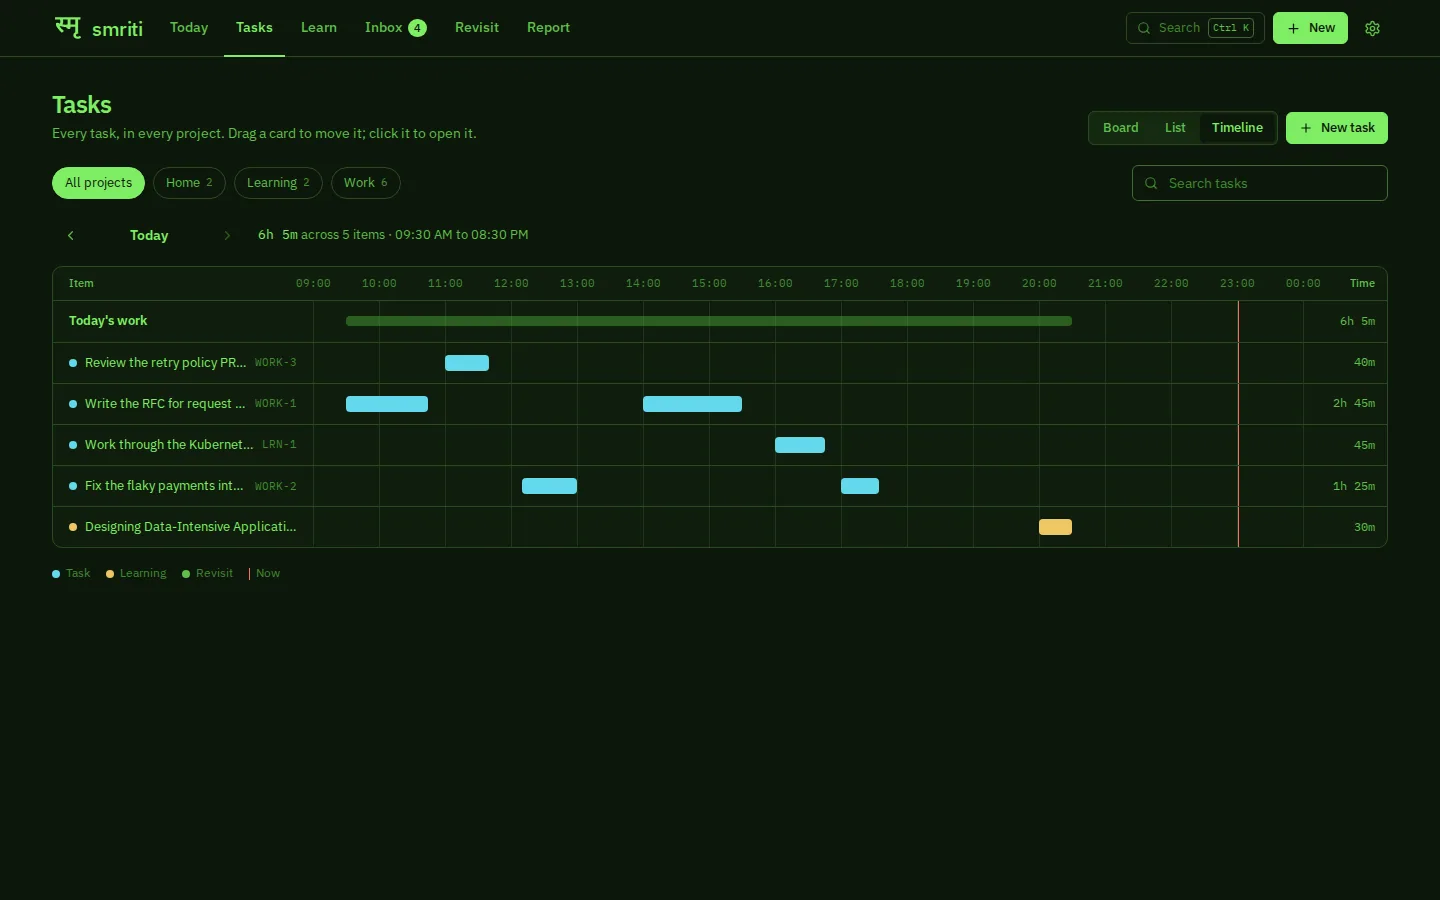 स्मृ smriti Today Tasks Learn Inbox 4 Revisit Report Search Ctrl K + New
Tasks
Every task, in every project. Drag a card to move it; click it to open it.
Board List Timeline + New task
All projects Home 2 Learning 2 Work 6 Search tasks
Today 6h 5m across 5 items · 09:30 AM to 08:30 PM
Item 09:00 10:00 11:00 12:00 13:00 14:00 15:00 16:00 17:00 18:00 19:00 20:00 21:00 22:00 23:00 00:00 Time
Today's work 6h 5m
Review the retry policy PR... WORK-3 40m
Write the RFC for request ... WORK-1 2h 45m
Work through the Kubernet... LRN-1 45m
Fix the flaky payments int... WORK-2 1h 25m
Designing Data-Intensive Applicati... 30m
Task Learning Revisit Now